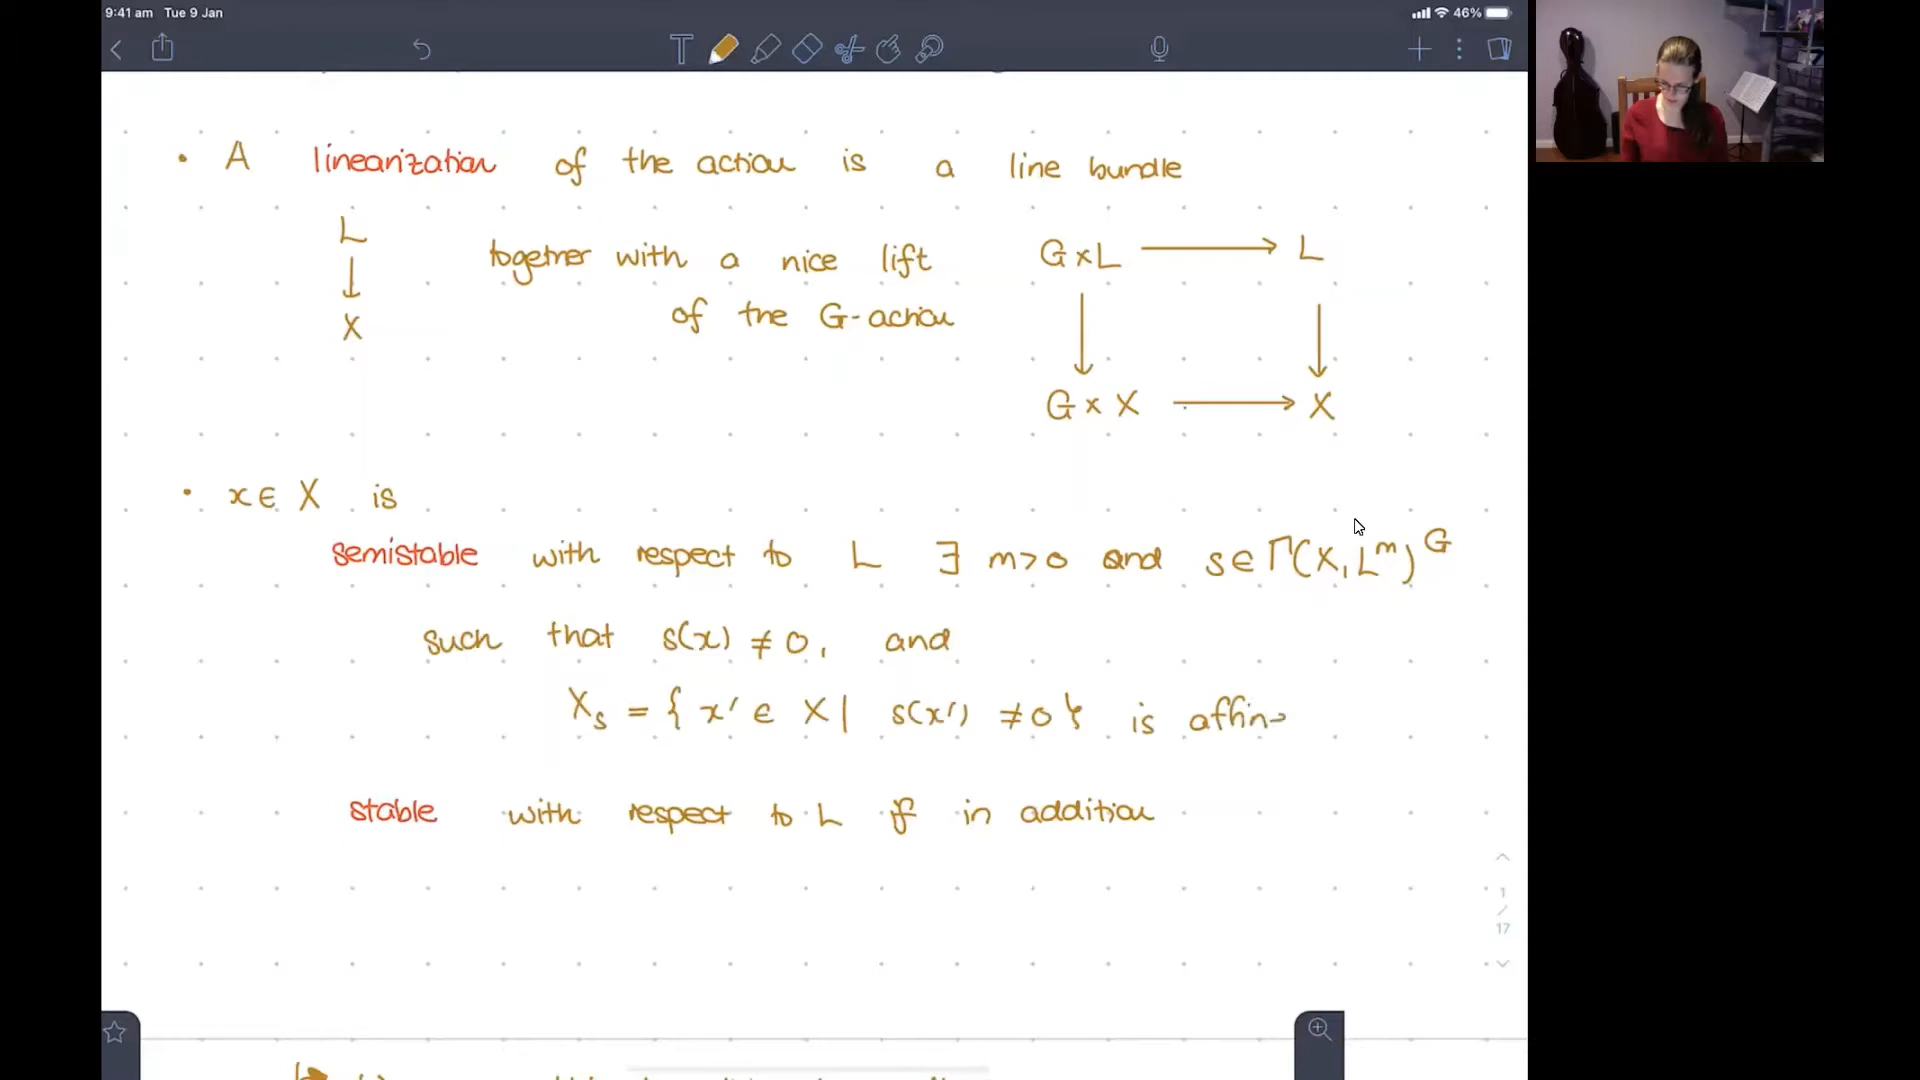 9:41 am Tue 9 Jan
46%
• A linearization of the action is a line bundle
L
↓
X
together with a nice lift
of the G-action
G×L → L
↓ ↓
G × X → X
• x ∈ X is
semistable with respect to L ∃ m>0 and s∈Γ(X, L^m)^G
such that s(x) ≠ 0, and
X_s = { x' ∈ X | s(x') ≠ 0 } is affine
stable with respect to L if in addition
1
/
17